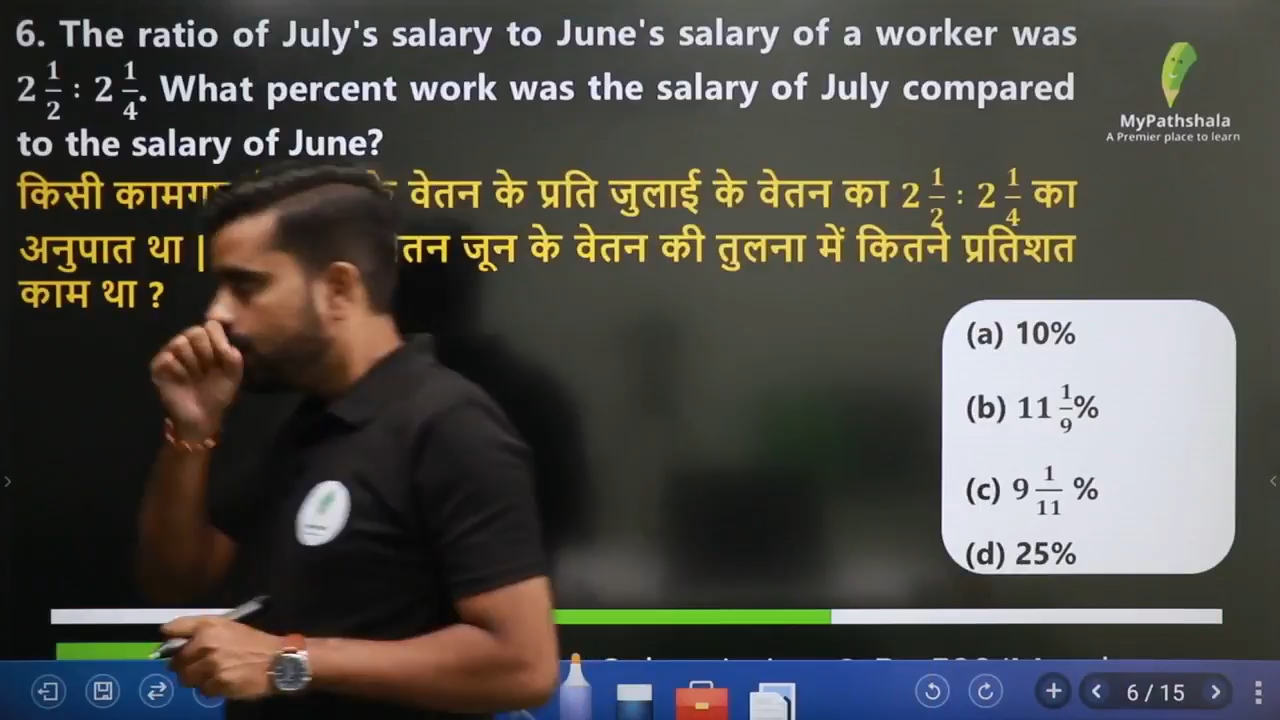 6. The ratio of July's salary to June's salary of a worker was
2 1/2 : 2 1/4. What percent work was the salary of July compared
to the salary of June?
किसी के वेतन के प्रति जुलाई के वेतन का 2 1/2 : 2 1/4 का
अनुपात था | जून के वेतन की तुलना में कितने प्रतिशत
काम था ?
MyPathshala
A Premier place to learn
(a) 10%
(b) 11 1/9%
(c) 9 1/11 %
(d) 25%
6 / 15